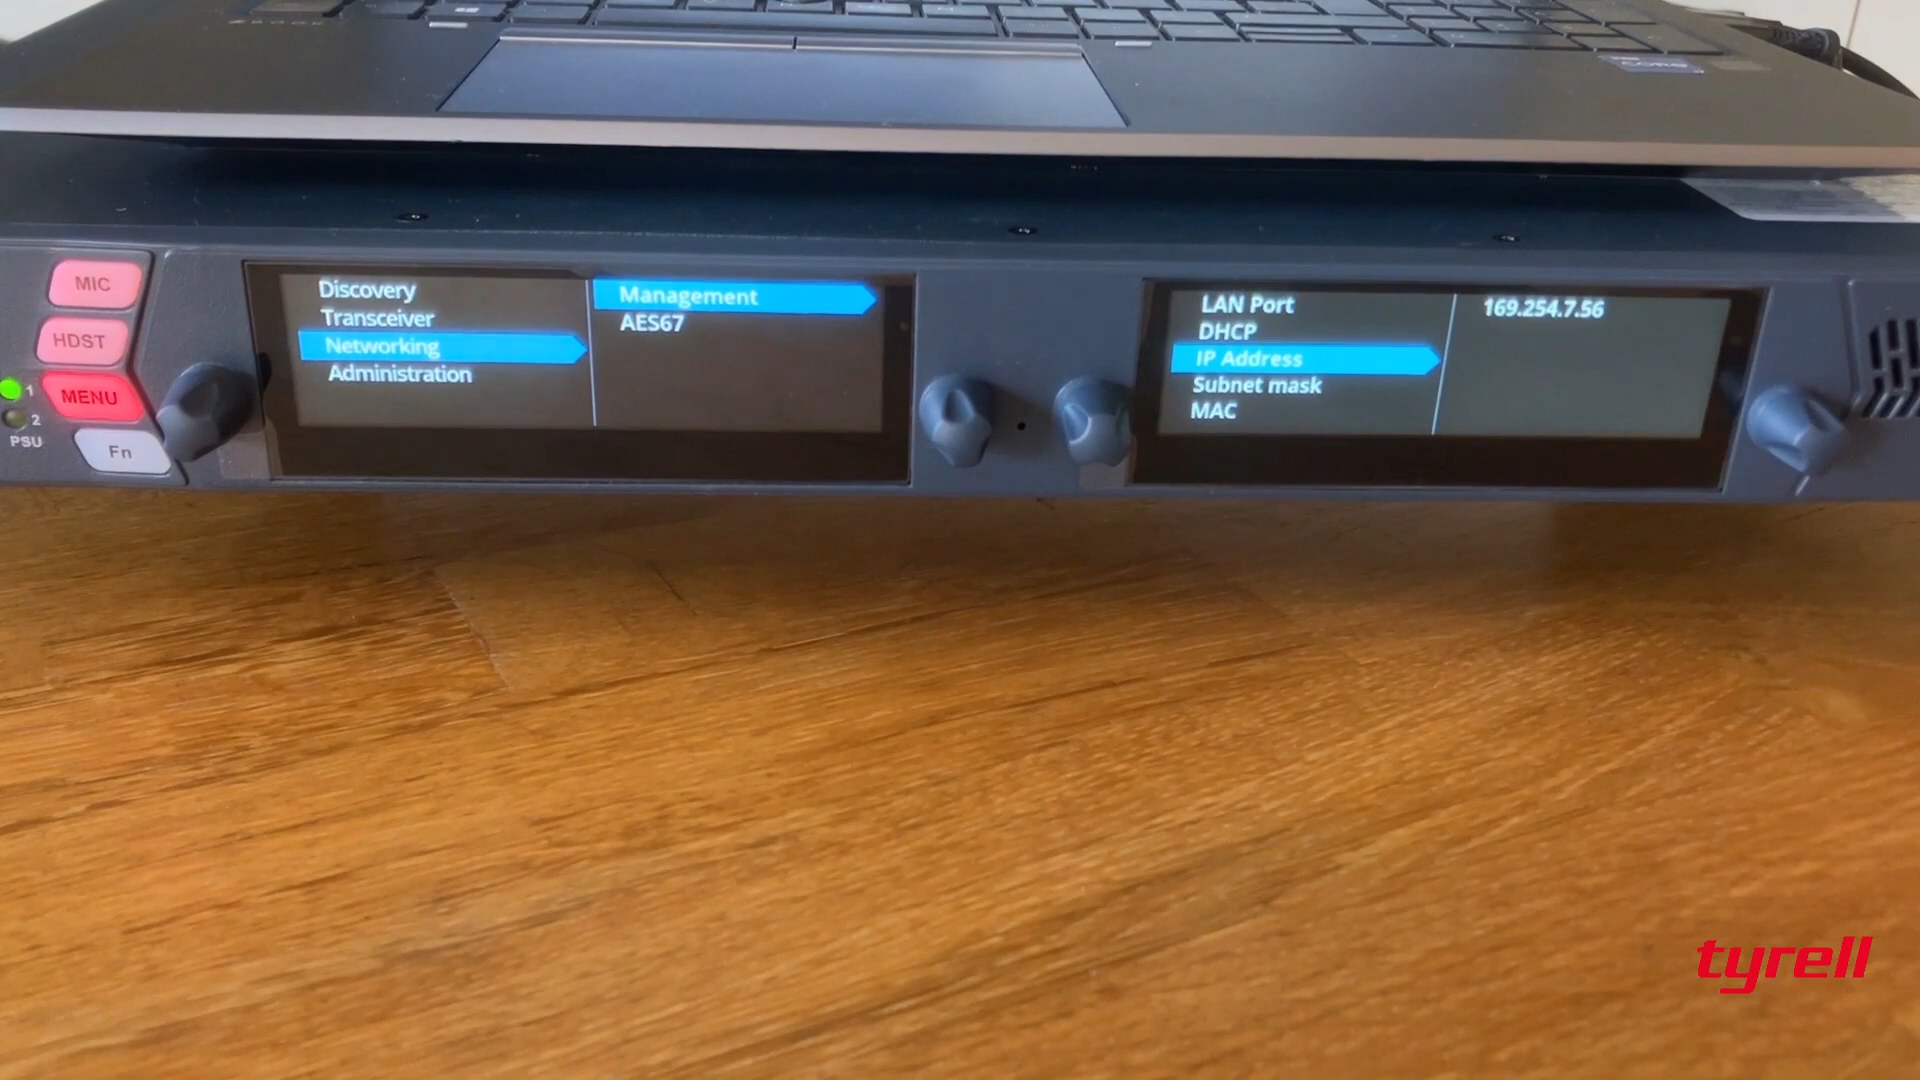 CORE
MIC
HDST
MENU
Fn
1
2
PSU
Discovery
Transceiver
Networking
Administration
Management
AES67
LAN Port
DHCP
IP Address
Subnet mask
MAC
169.254.7.56
tyrell